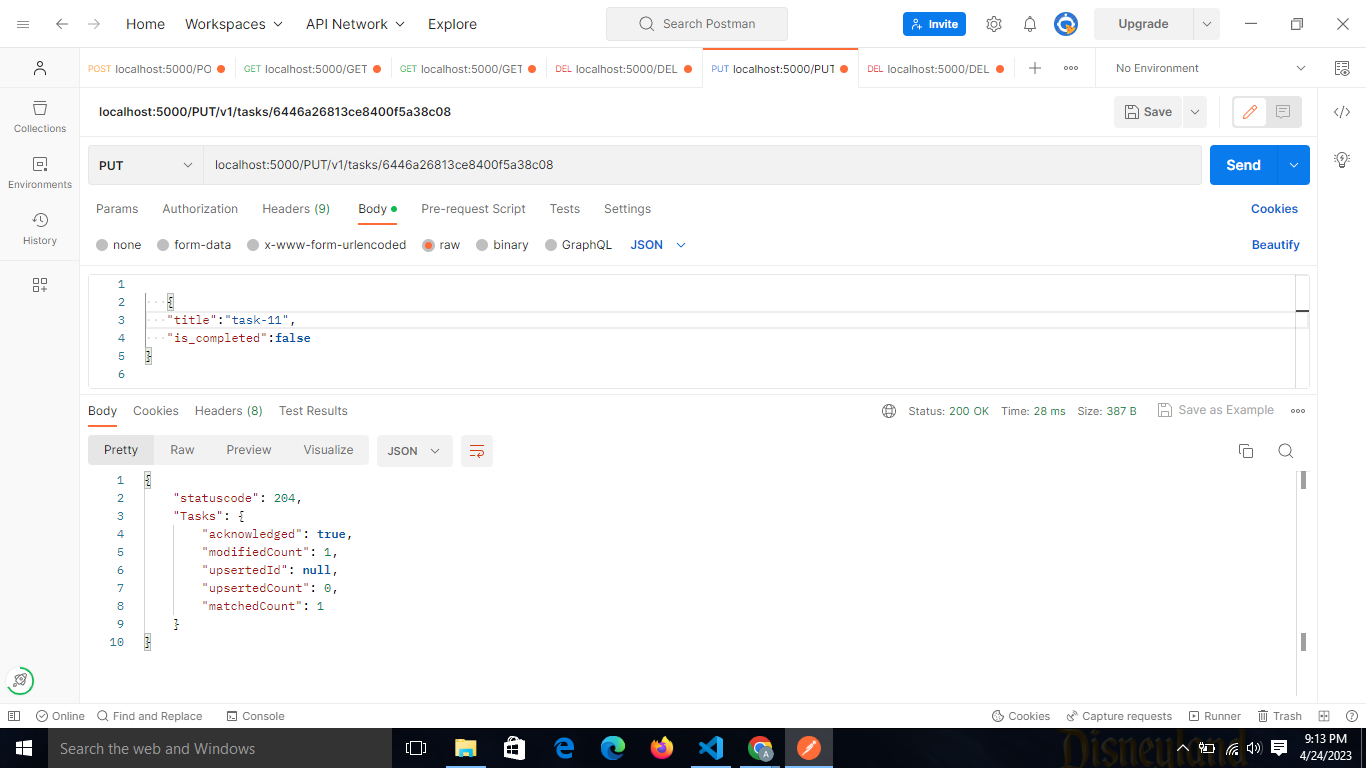 Home Workspaces API Network Explore Search Postman Invite Upgrade
POST localhost:5000/PO GET localhost:5000/GET GET localhost:5000/GET DEL localhost:5000/DEL PUT localhost:5000/PUT DEL localhost:5000/DEL No Environment
localhost:5000/PUT/v1/tasks/6446a26813ce8400f5a38c08 Save
Collections
Environments
History
PUT localhost:5000/PUT/v1/tasks/6446a26813ce8400f5a38c08 Send
Params Authorization Headers (9) Body Pre-request Script Tests Settings Cookies
none form-data x-www-form-urlencoded raw binary GraphQL JSON Beautify
1
2 {
3 "title":"task-11",
4 "is_completed":false
5 }
6
Body Cookies Headers (8) Test Results Status: 200 OK Time: 28 ms Size: 387 B Save as Example
Pretty Raw Preview Visualize JSON
1 {
2 "statuscode": 204,
3 "Tasks": {
4 "acknowledged": true,
5 "modifiedCount": 1,
6 "upsertedId": null,
7 "upsertedCount": 0,
8 "matchedCount": 1
9 }
10 }
Online Find and Replace Console Cookies Capture requests Runner Trash
Search the web and Windows
A
Disneyland
9:13 PM
4/24/2023